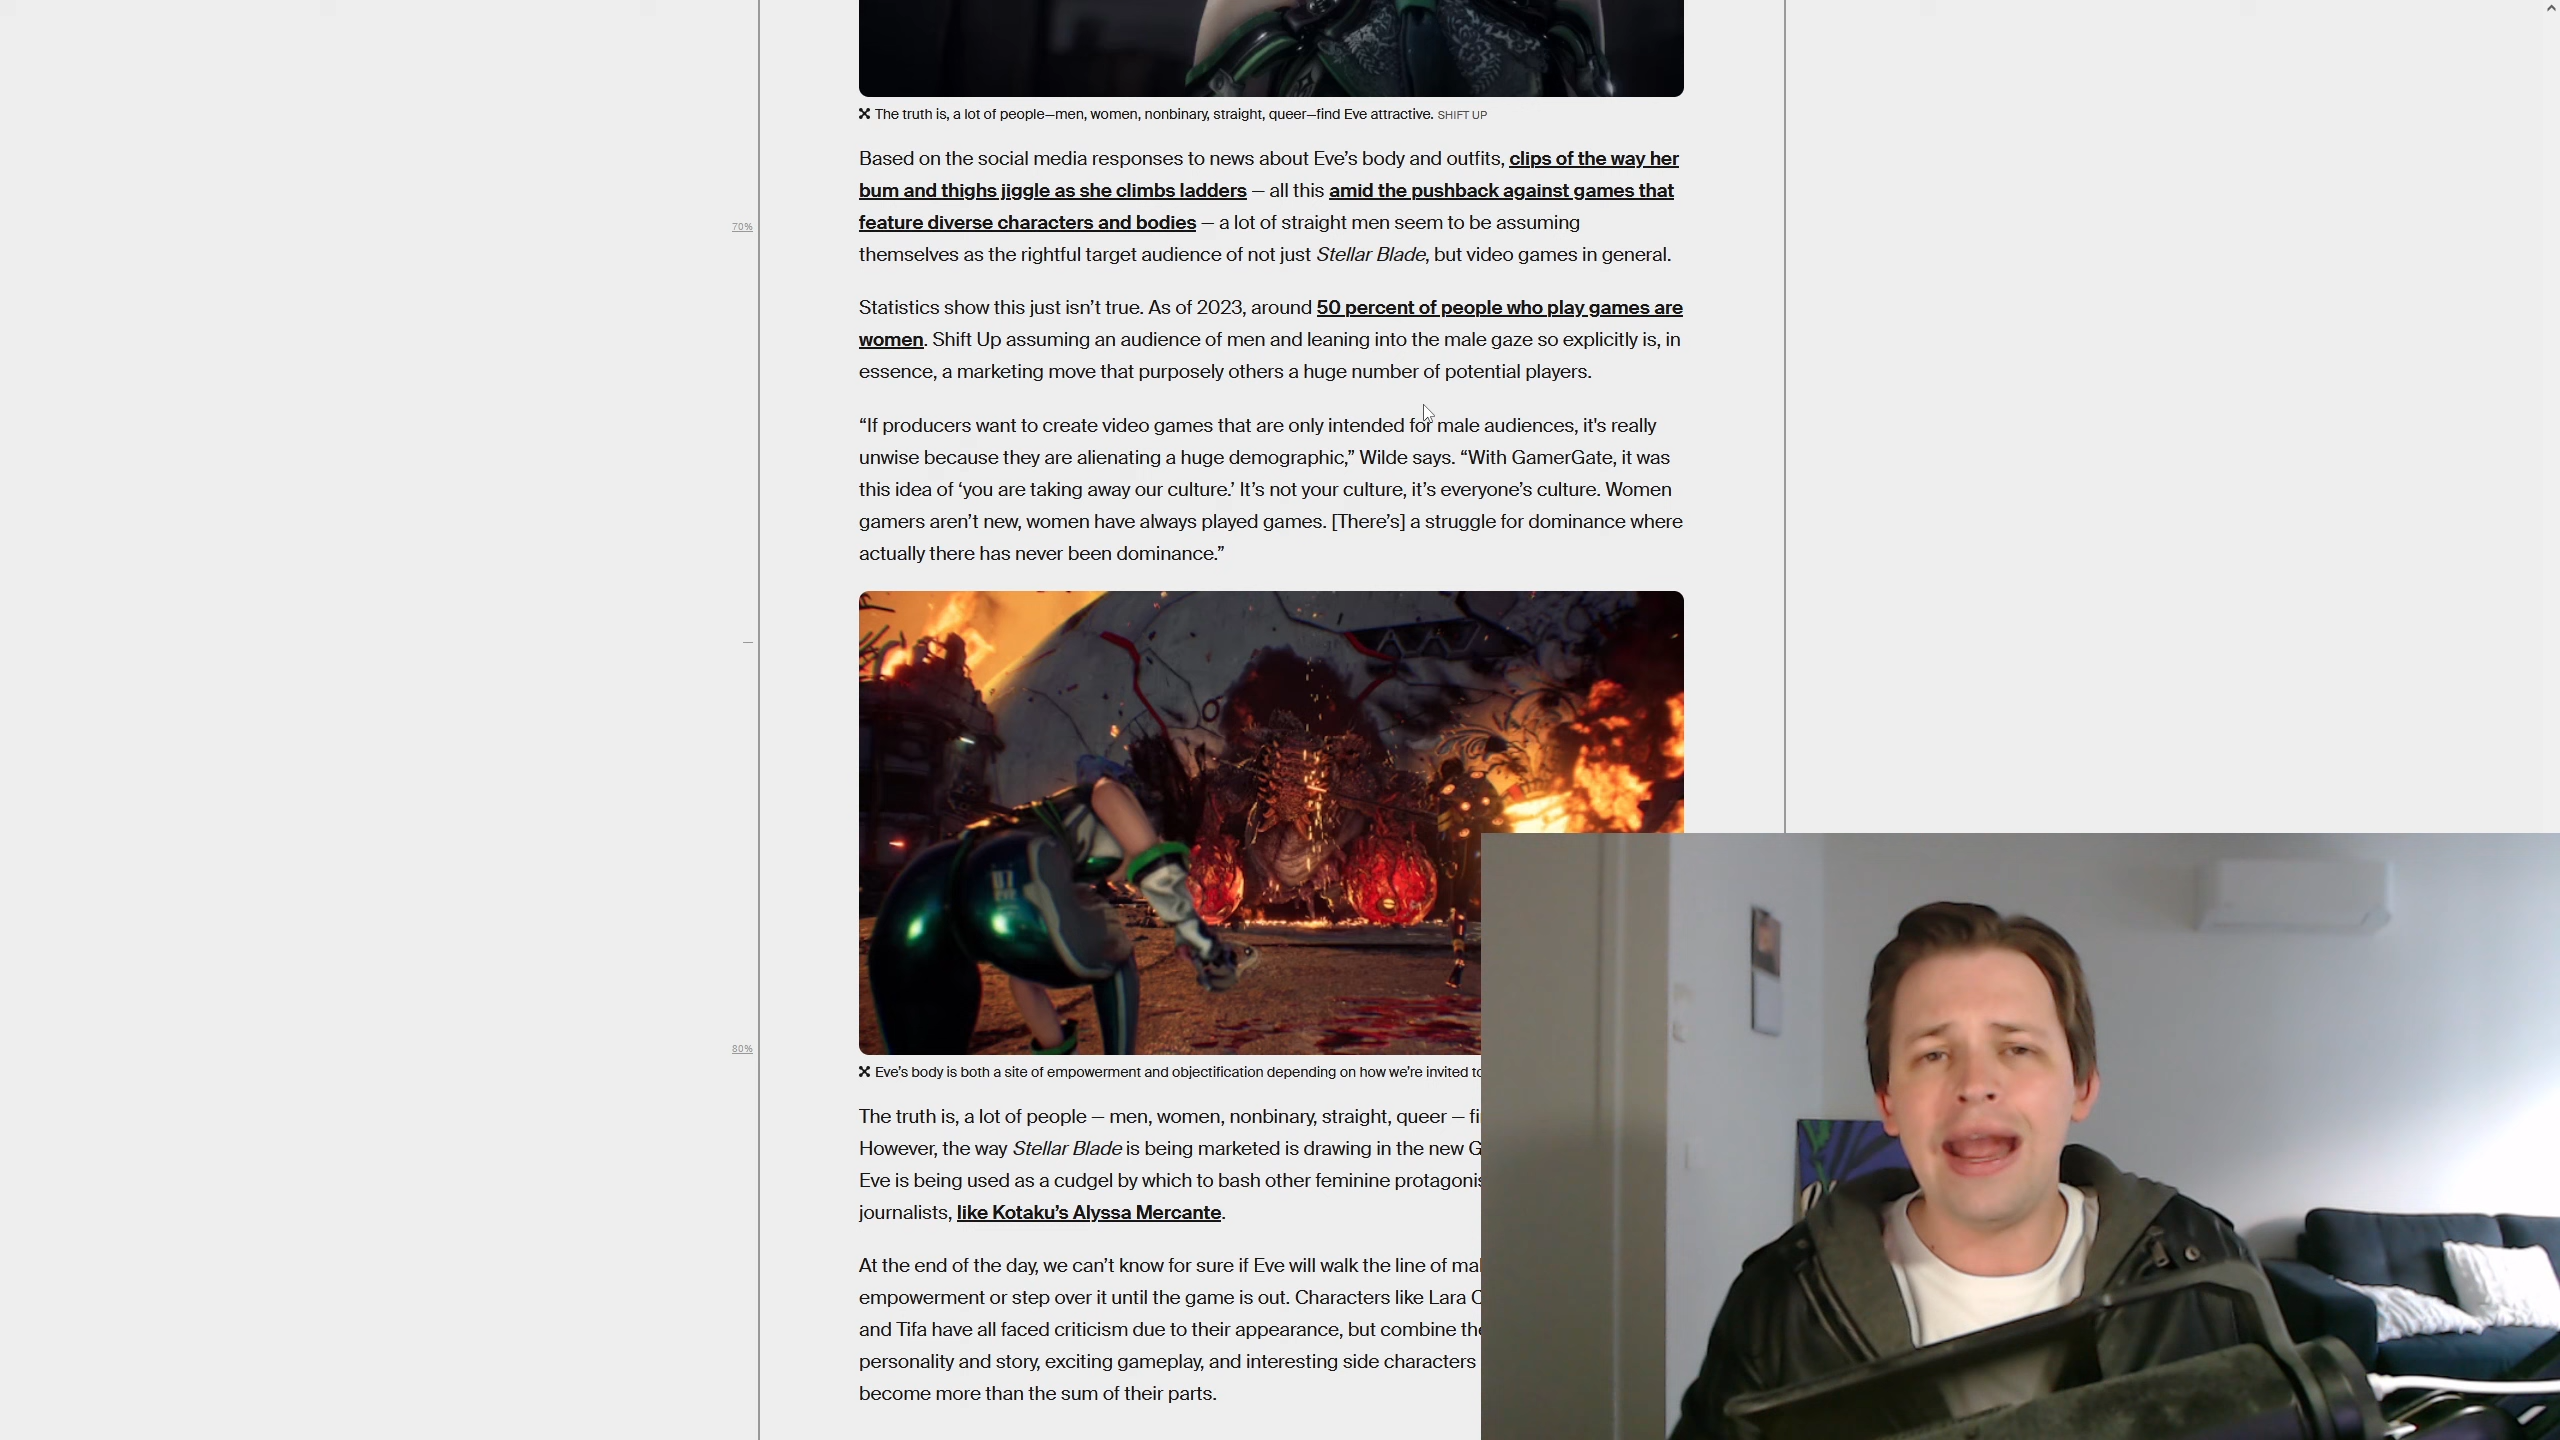 The truth is, a lot of people—men, women, nonbinary, straight, queer—find Eve attractive. SHIFT UP
Based on the social media responses to news about Eve’s body and outfits, clips of the way her
bum and thighs jiggle as she climbs ladders — all this amid the pushback against games that
feature diverse characters and bodies — a lot of straight men seem to be assuming
70%
themselves as the rightful target audience of not just Stellar Blade, but video games in general.
Statistics show this just isn’t true. As of 2023, around 50 percent of people who play games are
women. Shift Up assuming an audience of men and leaning into the male gaze so explicitly is, in
essence, a marketing move that purposely others a huge number of potential players.
“If producers want to create video games that are only intended for male audiences, it's really
unwise because they are alienating a huge demographic,” Wilde says. “With GamerGate, it was
this idea of ‘you are taking away our culture.’ It’s not your culture, it’s everyone’s culture. Women
gamers aren’t new, women have always played games. [There’s] a struggle for dominance where
actually there has never been dominance.”
80%
Eve’s body is both a site of empowerment and objectification depending on how we’re invited to
The truth is, a lot of people — men, women, nonbinary, straight, queer —
However, the way Stellar Blade is being marketed is drawing in the new
Eve is being used as a cudgel by which to bash other feminine
journalists, like Kotaku’s Alyssa Mercante.
At the end of the day, we can’t know for sure if Eve will walk the line of
empowerment or step over it until the game is out. Characters like Lara
and Tifa have all faced criticism due to their appearance, but combine
personality and story, exciting gameplay, and interesting side characters
become more than the sum of their parts.